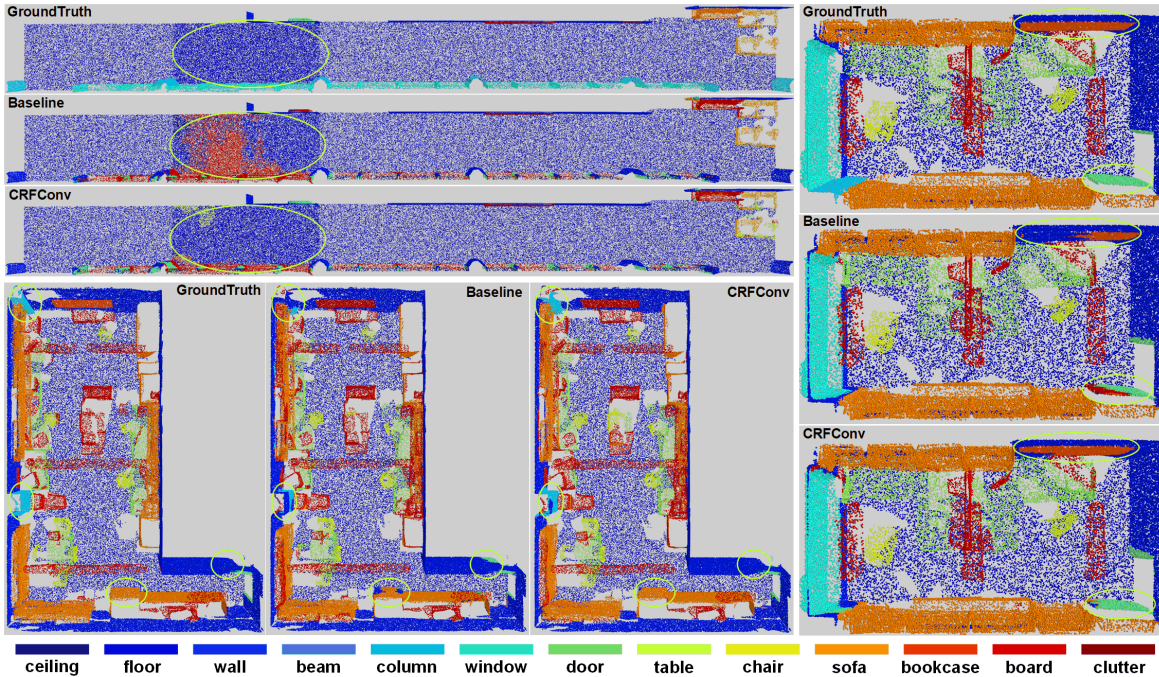 GroundTruth
Baseline
CRFConv
GroundTruth
Baseline
CRFConv
GroundTruth
Baseline
CRFConv
ceiling floor wall beam column window door table chair sofa bookcase board clutter